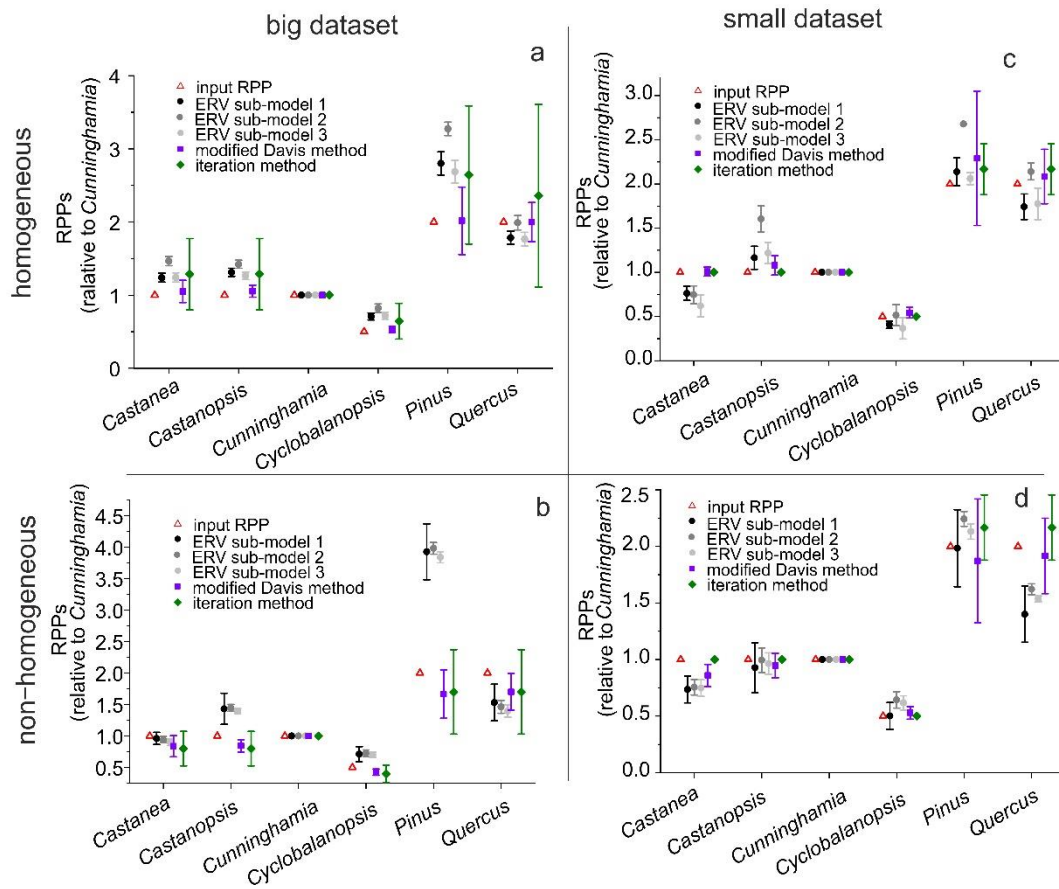 big dataset
small dataset
homogeneous
non-homogeneous
a
RPPs
(ralative to Cunninghamia)
4
3
2
1
0
input RPP
ERV sub-model 1
ERV sub-model 2
ERV sub-model 3
modified Davis method
iteration method
Castanea
Castanopsis
Cunninghamia
Cyclobalanopsis
Pinus
Quercus
c
RPPs
(relative to Cunninghamia)
3.0
2.5
2.0
1.5
1.0
0.5
0.0
input RPP
ERV sub-model 1
ERV sub-model 2
ERV sub-model 3
modified Davis method
iteration method
Castanea
Castanopsis
Cunninghamia
Cyclobalanopsis
Pinus
Quercus
b
RPPs
(relative to Cunninghamia)
4.5
4.0
3.5
3.0
2.5
2.0
1.5
1.0
0.5
input RPP
ERV sub-model 1
ERV sub-model 2
ERV sub-model 3
modified Davis method
iteration method
Castanea
Castanopsis
Cunninghamia
Cyclobalanopsis
Pinus
Quercus
d
RPPs
(relative to Cunninghamia)
2.5
2.0
1.5
1.0
0.5
0.0
input RPP
ERV sub-model 1
ERV sub-model 2
ERV sub-model 3
modified Davis method
iteration method
Castanea
Castanopsis
Cunninghamia
Cyclobalanopsis
Pinus
Quercus